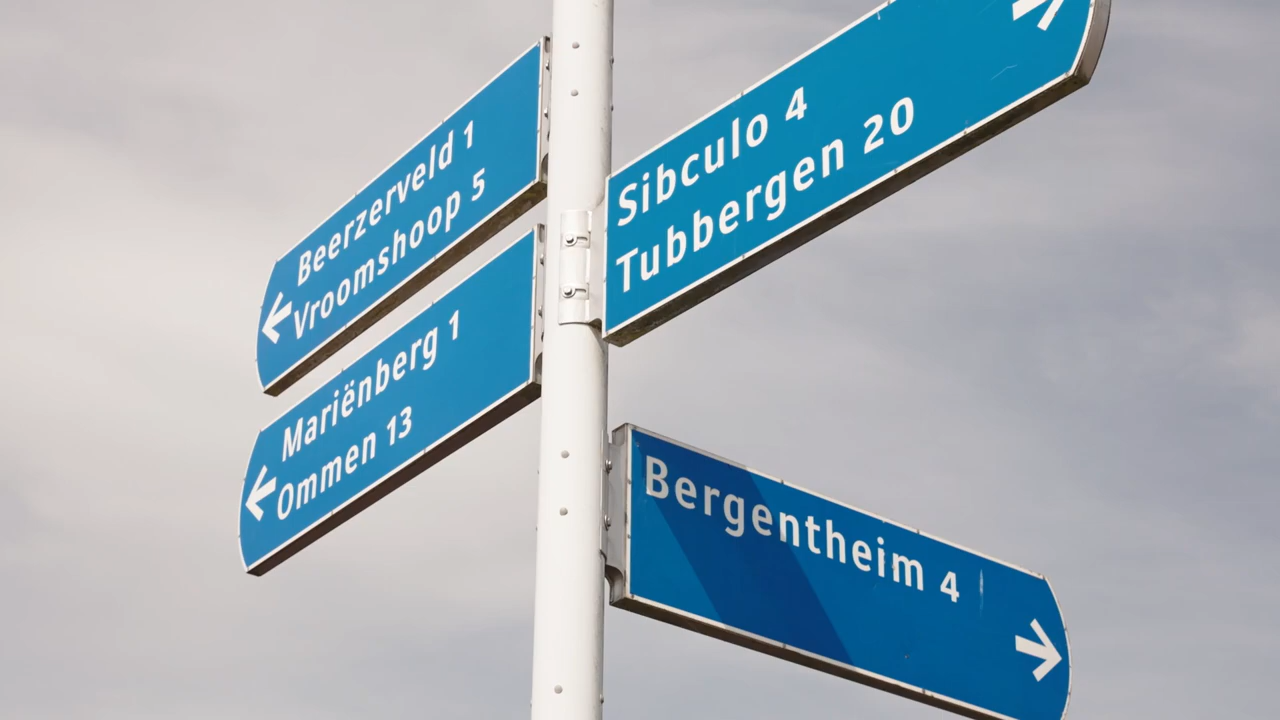 Beerzerveld 1
Vroomshoop 5
Mariënberg 1
Ommen 13
Sibculo 4
Tubbergen 20
Bergentheim 4